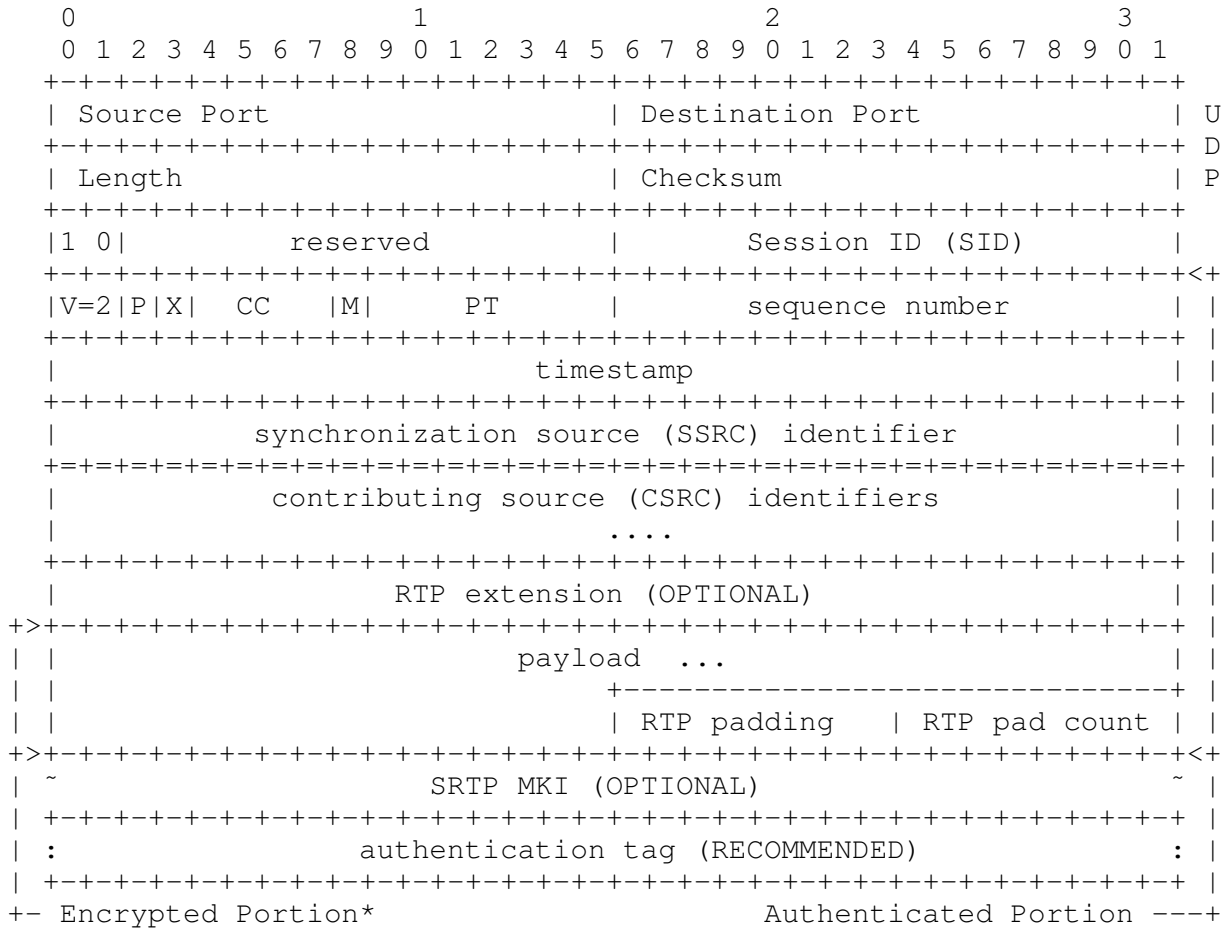 0                   1                   2                   3
    0 1 2 3 4 5 6 7 8 9 0 1 2 3 4 5 6 7 8 9 0 1 2 3 4 5 6 7 8 9 0 1
   +-+-+-+-+-+-+-+-+-+-+-+-+-+-+-+-+-+-+-+-+-+-+-+-+-+-+-+-+-+-+-+-+
   | Source Port                   | Destination Port              | U
   +-+-+-+-+-+-+-+-+-+-+-+-+-+-+-+-+-+-+-+-+-+-+-+-+-+-+-+-+-+-+-+-+ D
   | Length                        | Checksum                      | P
   +-+-+-+-+-+-+-+-+-+-+-+-+-+-+-+-+-+-+-+-+-+-+-+-+-+-+-+-+-+-+-+-+
   |1 0|         reserved          |       Session ID (SID)        |
   +-+-+-+-+-+-+-+-+-+-+-+-+-+-+-+-+-+-+-+-+-+-+-+-+-+-+-+-+-+-+-+-+<+
   |V=2|P|X|  CC   |M|     PT      |       sequence number         | |
   +-+-+-+-+-+-+-+-+-+-+-+-+-+-+-+-+-+-+-+-+-+-+-+-+-+-+-+-+-+-+-+-+ |
   |                           timestamp                           | |
   +-+-+-+-+-+-+-+-+-+-+-+-+-+-+-+-+-+-+-+-+-+-+-+-+-+-+-+-+-+-+-+-+ |
   |           synchronization source (SSRC) identifier            | |
   +=+=+=+=+=+=+=+=+=+=+=+=+=+=+=+=+=+=+=+=+=+=+=+=+=+=+=+=+=+=+=+=+ |
   |            contributing source (CSRC) identifiers             | |
   |                               ....                            | |
   +-+-+-+-+-+-+-+-+-+-+-+-+-+-+-+-+-+-+-+-+-+-+-+-+-+-+-+-+-+-+-+-+ |
   |                   RTP extension (OPTIONAL)                    | |
 +>+-+-+-+-+-+-+-+-+-+-+-+-+-+-+-+-+-+-+-+-+-+-+-+-+-+-+-+-+-+-+-+-+ |
 | |                          payload  ...                         | |
 | |                               +-------------------------------+ |
 | |                               | RTP padding   | RTP pad count | |
 +>+-+-+-+-+-+-+-+-+-+-+-+-+-+-+-+-+-+-+-+-+-+-+-+-+-+-+-+-+-+-+-+-+<+
 | ~                     SRTP MKI (OPTIONAL)                       ~ |
 | +-+-+-+-+-+-+-+-+-+-+-+-+-+-+-+-+-+-+-+-+-+-+-+-+-+-+-+-+-+-+-+-+ |
 | :                 authentication tag (RECOMMENDED)              : |
 | +-+-+-+-+-+-+-+-+-+-+-+-+-+-+-+-+-+-+-+-+-+-+-+-+-+-+-+-+-+-+-+-+ |
 +- Encrypted Portion*                      Authenticated Portion ---+